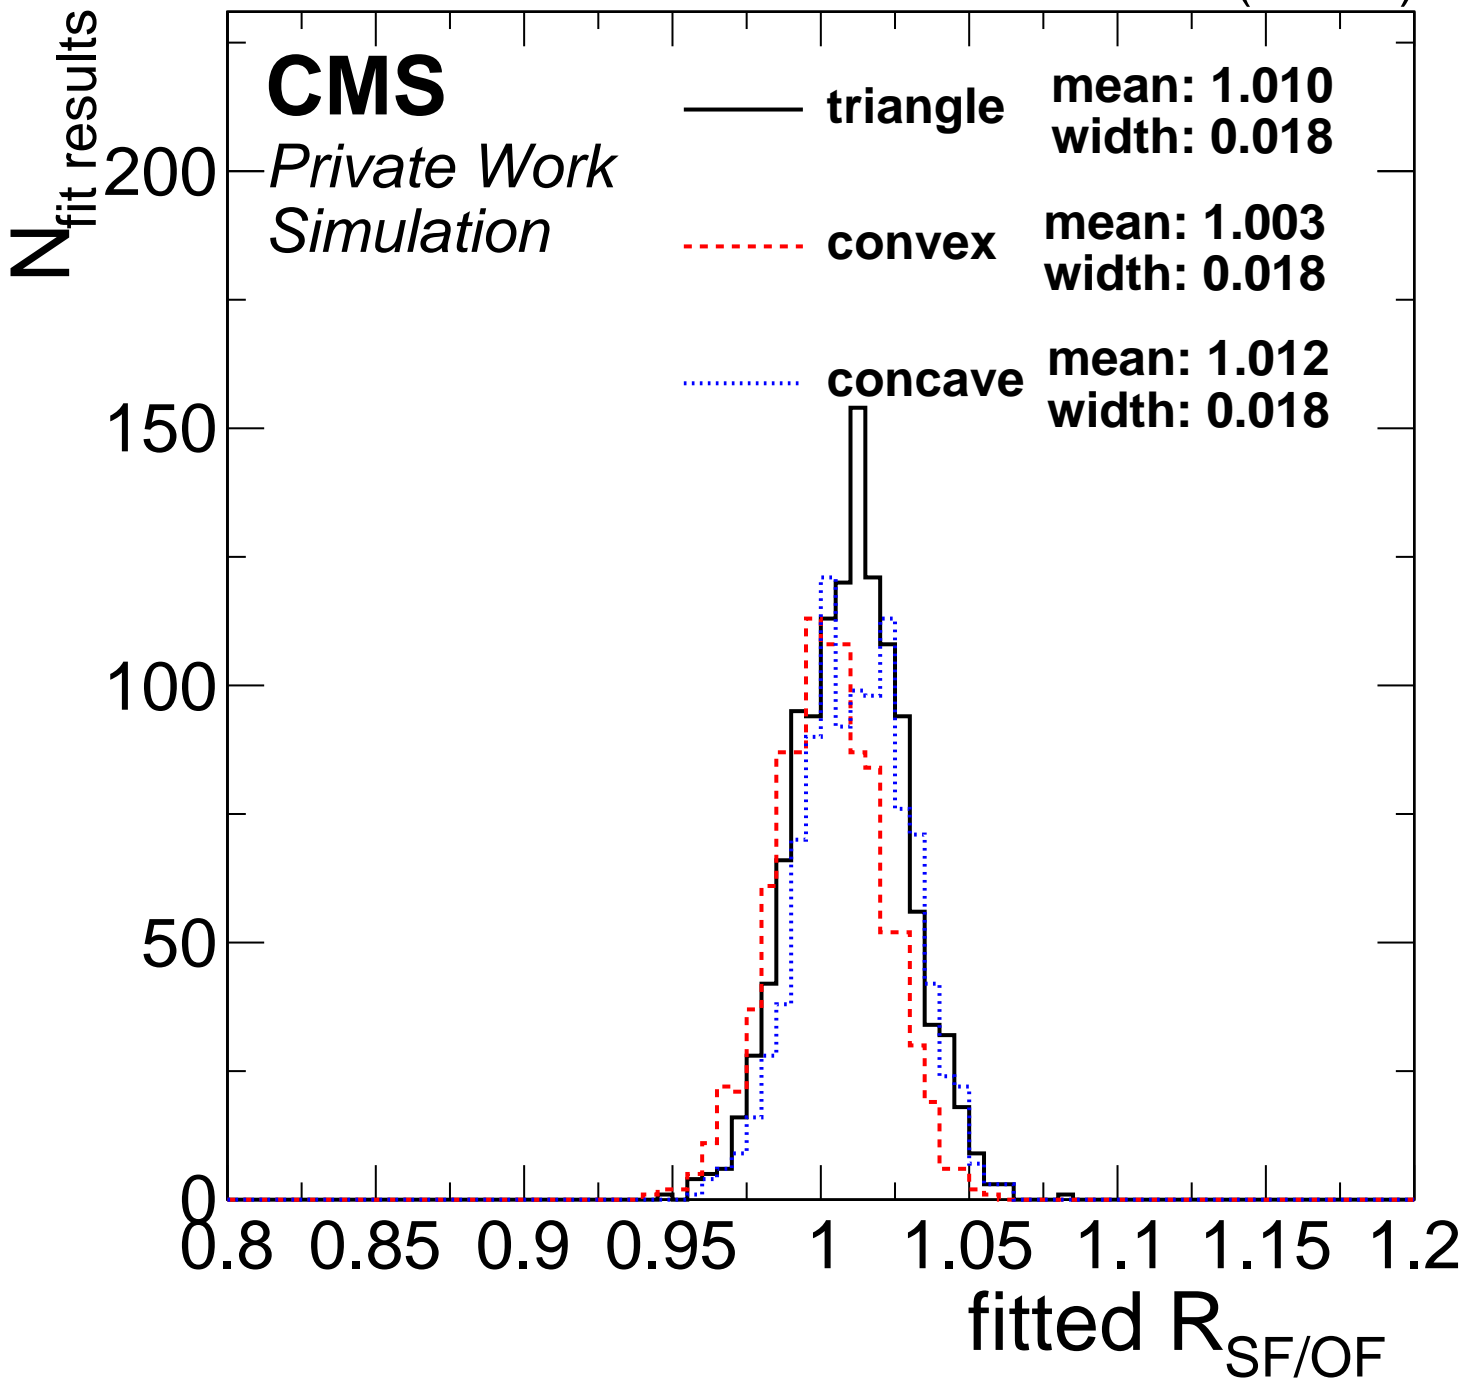 CMS
Private Work
Simulation
triangle
mean: 1.010
width: 0.018
convex
mean: 1.003
width: 0.018
concave
mean: 1.012
width: 0.018
N fit results
200
150
100
50
0
0.8 0.85 0.9 0.95 1 1.05 1.1 1.15 1.2
fitted R SF/OF